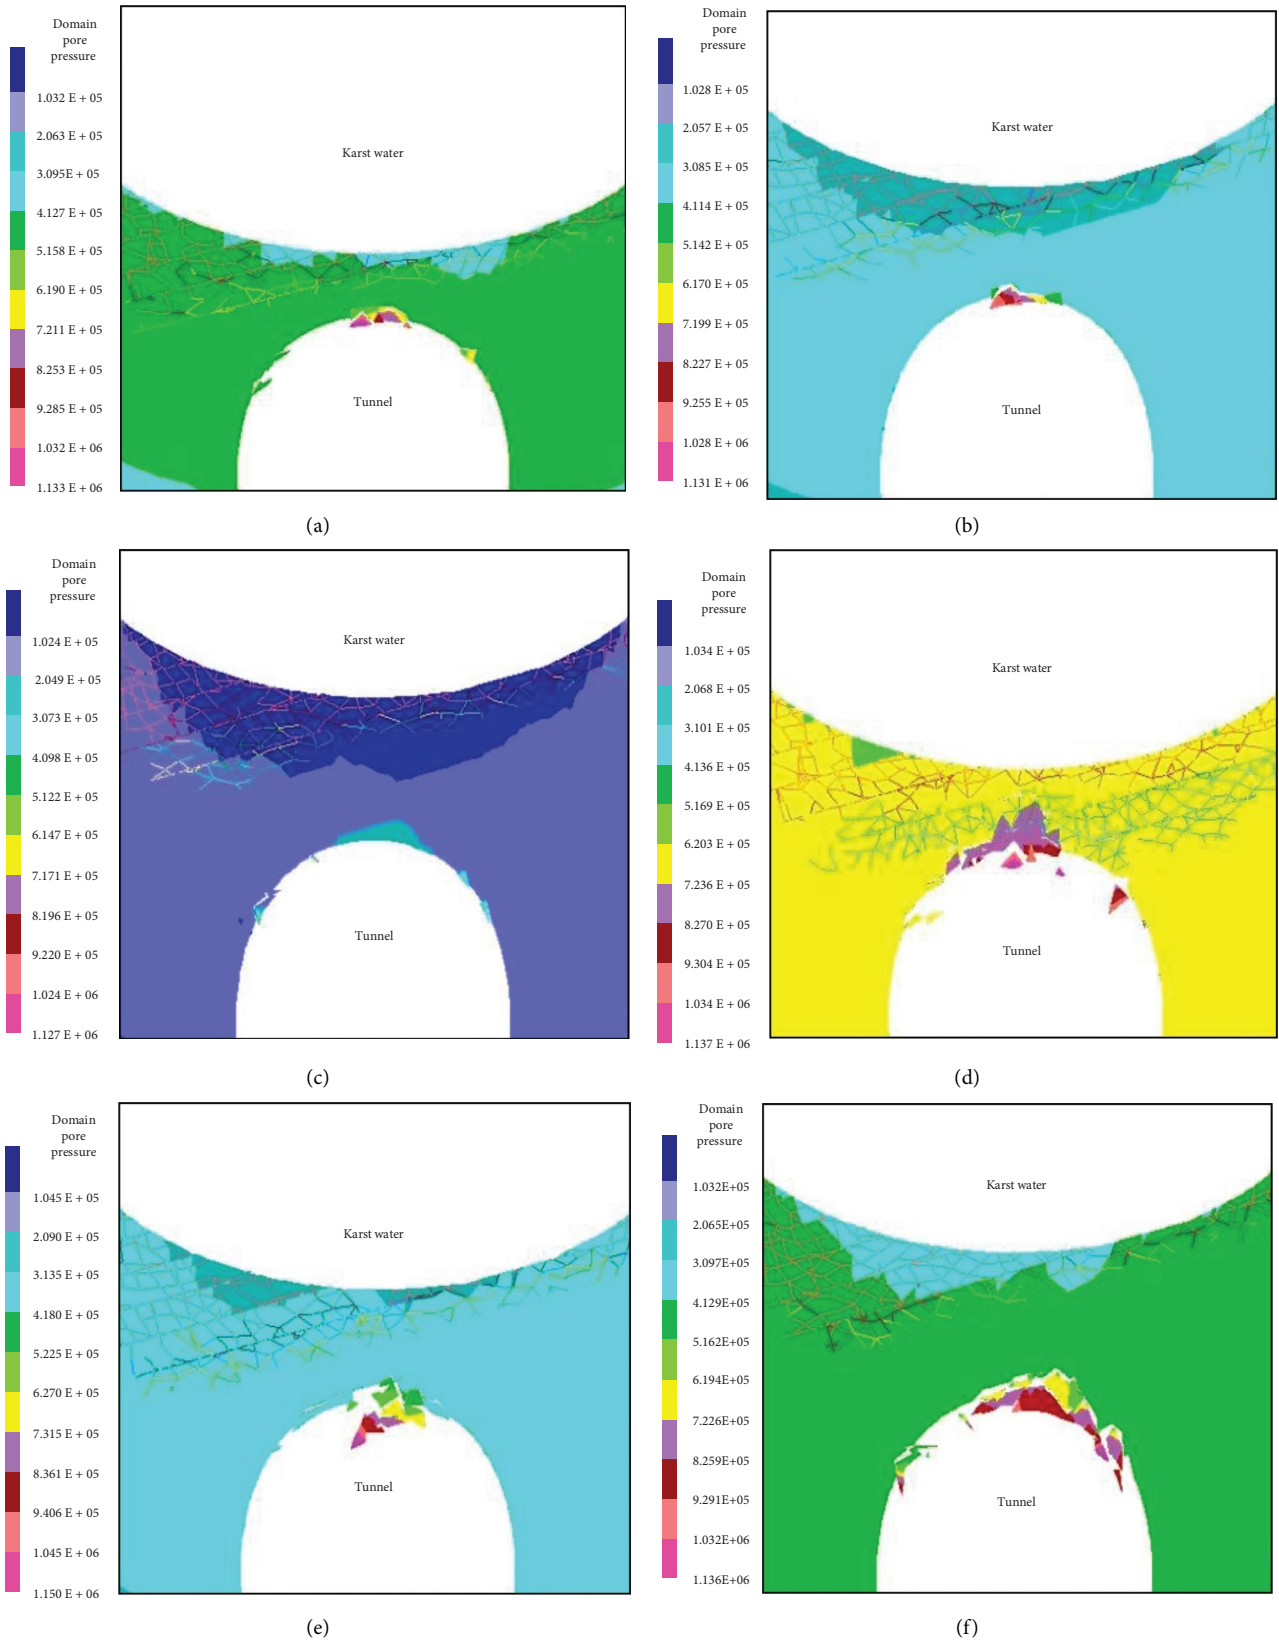 Domain
pore
pressure
1.032 E + 05
2.063 E + 05
3.095E + 05
4.127 E + 05
5.158 E + 05
6.190 E + 05
7.211 E + 05
8.253 E + 05
9.285 E + 05
1.032 E + 06
1.133 E + 06
Karst water
Tunnel
(a)
Domain
pore
pressure
1.028 E + 05
2.057 E + 05
3.085 E + 05
4.114 E + 05
5.142 E + 05
6.170 E + 05
7.199 E + 05
8.227 E + 05
9.255 E + 05
1.028 E + 06
1.131 E + 06
Karst water
Tunnel
(b)
Domain
pore
pressure
1.024 E + 05
2.049 E + 05
3.073 E + 05
4.098 E + 05
5.122 E + 05
6.147 E + 05
7.171 E + 05
8.196 E + 05
9.220 E + 05
1.024 E + 06
1.127 E + 06
Karst water
Tunnel
(c)
Domain
pore
pressure
1.034 E + 05
2.068 E + 05
3.101 E + 05
4.136 E + 05
5.169 E + 05
6.203 E + 05
7.236 E + 05
8.270 E + 05
9.304 E + 05
1.034 E + 06
1.137 E + 06
Karst water
Tunnel
(d)
Domain
pore
pressure
1.045 E + 05
2.090 E + 05
3.135 E + 05
4.180 E + 05
5.225 E + 05
6.270 E + 05
7.315 E + 05
8.361 E + 05
9.406 E + 05
1.045 E + 06
1.150 E + 06
Karst water
Tunnel
(e)
Domain
pore
pressure
1.032E+05
2.065E+05
3.097E+05
4.129E+05
5.162E+05
6.194E+05
7.226E+05
8.259E+05
9.291E+05
1.032E+06
1.136E+06
Karst water
Tunnel
(f)